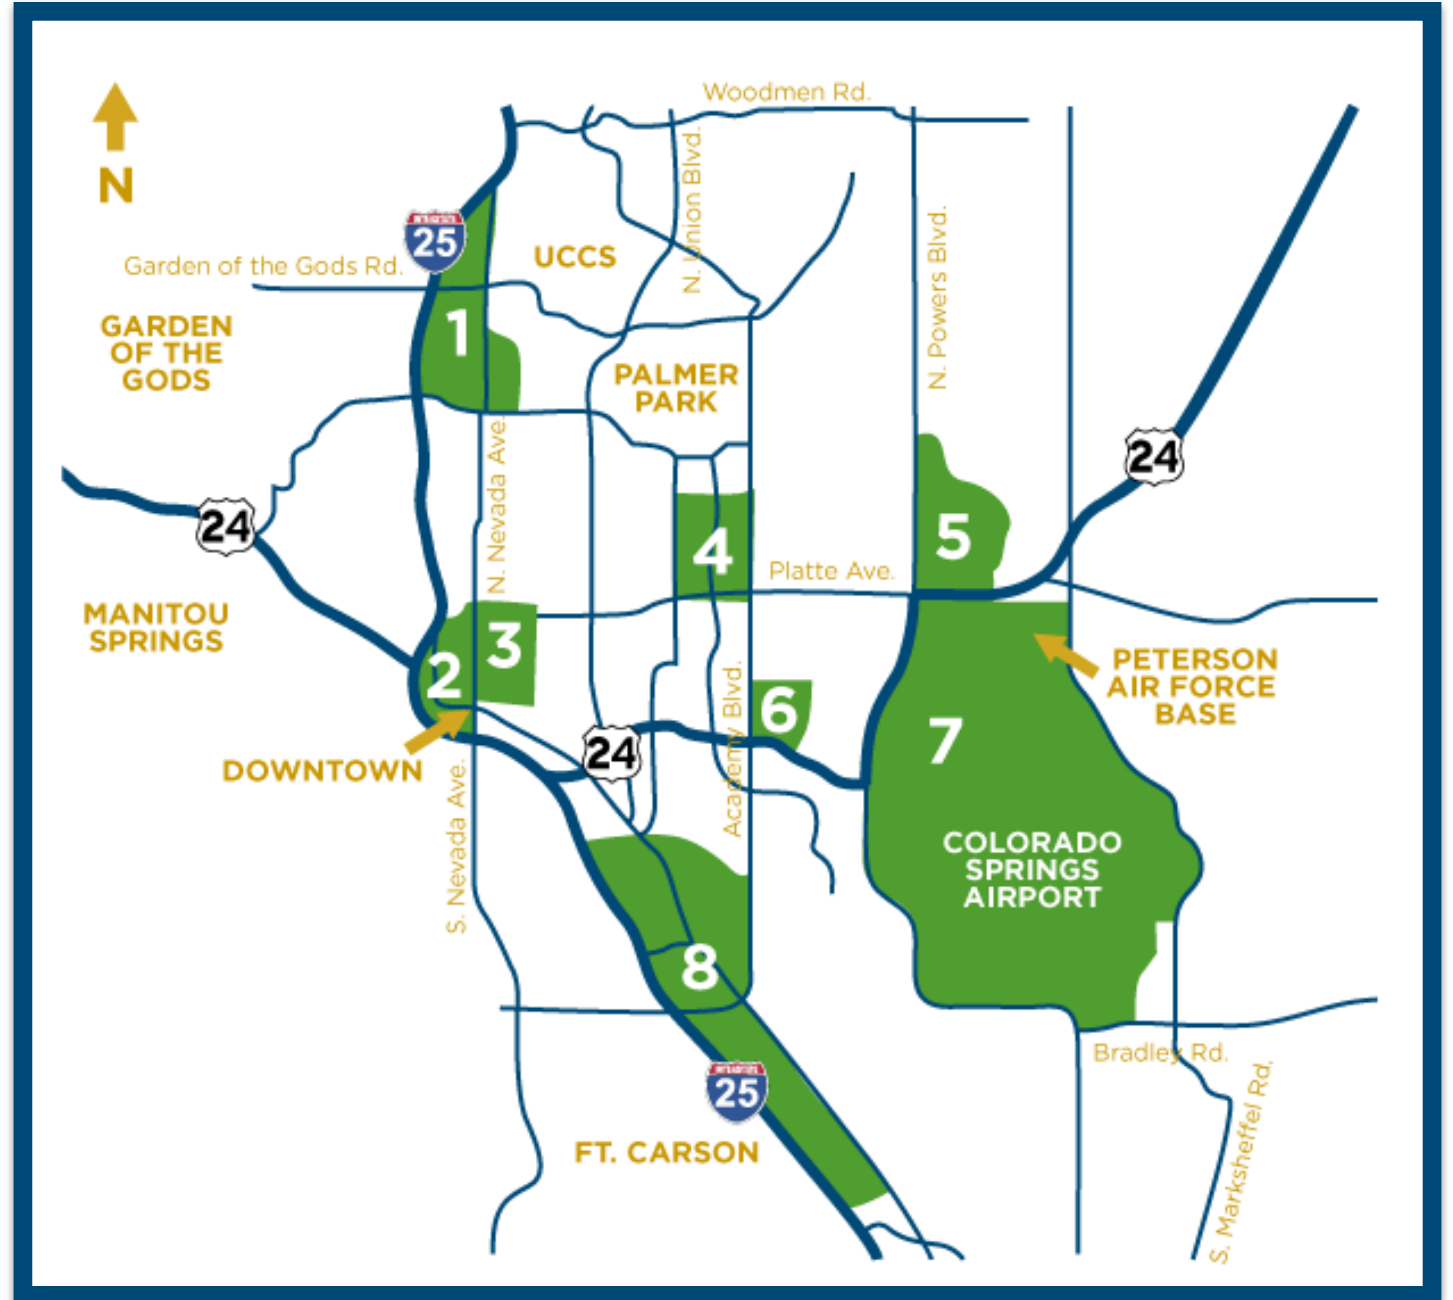 Woodmen Rd.
N
N. Union Blvd.
INTERSTATE
25
UCCS
N. Powers Blvd.
Garden of the Gods Rd.
GARDEN
OF THE
GODS
1
PALMER
PARK
24
N. Nevada Ave.
24
4
5
Platte Ave.
MANITOU
SPRINGS
3
2
PETERSON
AIR FORCE
BASE
Academy Blvd.
6
7
24
DOWNTOWN
S. Nevada Ave.
COLORADO
SPRINGS
AIRPORT
8
Bradley Rd.
INTERSTATE
25
S. Marksheffel Rd,
FT. CARSON